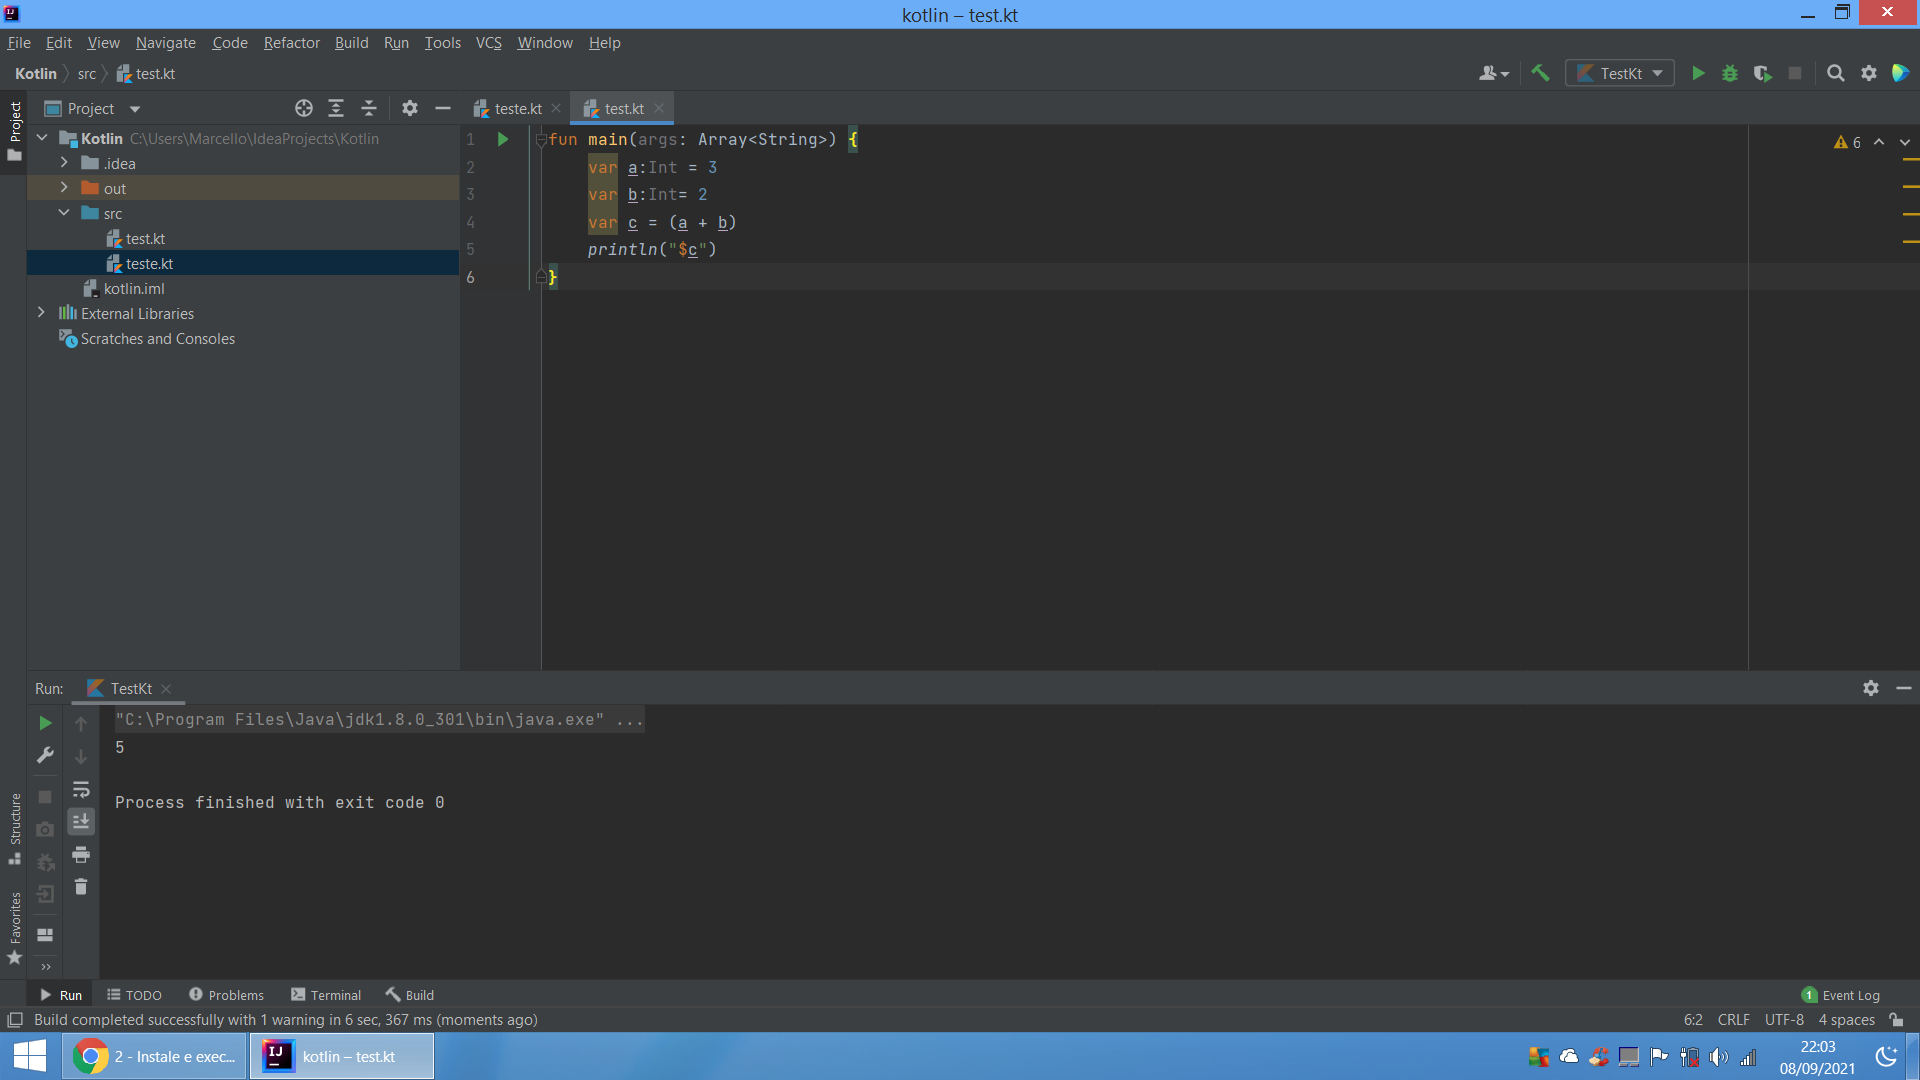 kotlin – test.kt
File Edit View Navigate Code Refactor Build Run Tools VCS Window Help
Kotlin src test.kt TestKt
Project Project teste.kt test.kt
Kotlin C:\Users\Marcello\IdeaProjects\Kotlin
.idea
out
src
test.kt
teste.kt
kotlin.iml
External Libraries
Scratches and Consoles
1 fun main(args: Array<String>) { 6
2 var a:Int = 3
3 var b:Int= 2
4 var c = (a + b)
5 println("$c")
6 }
Run: TestKt
"C:\Program Files\Java\jdk1.8.0_301\bin\java.exe" ...
5
Process finished with exit code 0
Structure
Favorites
Run TODO Problems Terminal Build 1 Event Log
Build completed successfully with 1 warning in 6 sec, 367 ms (moments ago) 6:2 CRLF UTF-8 4 spaces
2 - Instale e exec... IJ kotlin – test.kt 22:03
08/09/2021